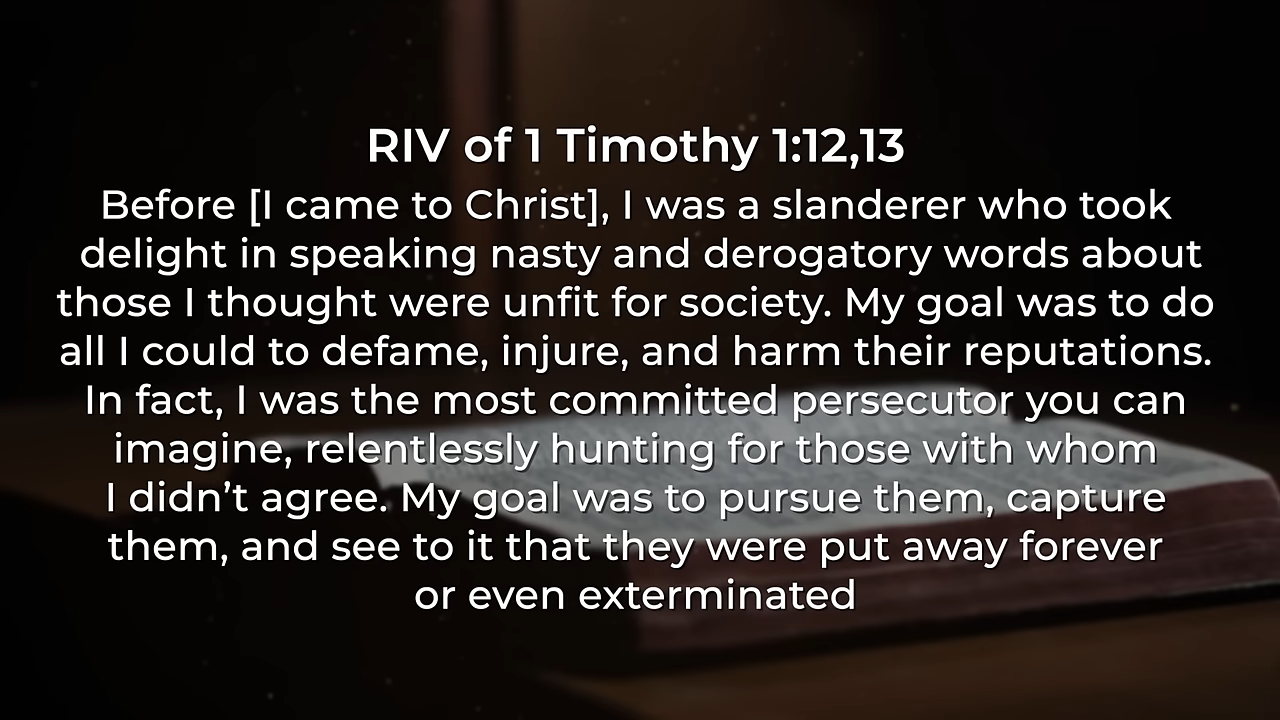 RIV of 1 Timothy 1:12,13
Before [I came to Christ], I was a slanderer who took
delight in speaking nasty and derogatory words about
those I thought were unfit for society. My goal was to do
all I could to defame, injure, and harm their reputations.
In fact, I was the most committed persecutor you can
imagine, relentlessly hunting for those with whom
I didn’t agree. My goal was to pursue them, capture
them, and see to it that they were put away forever
or even exterminated